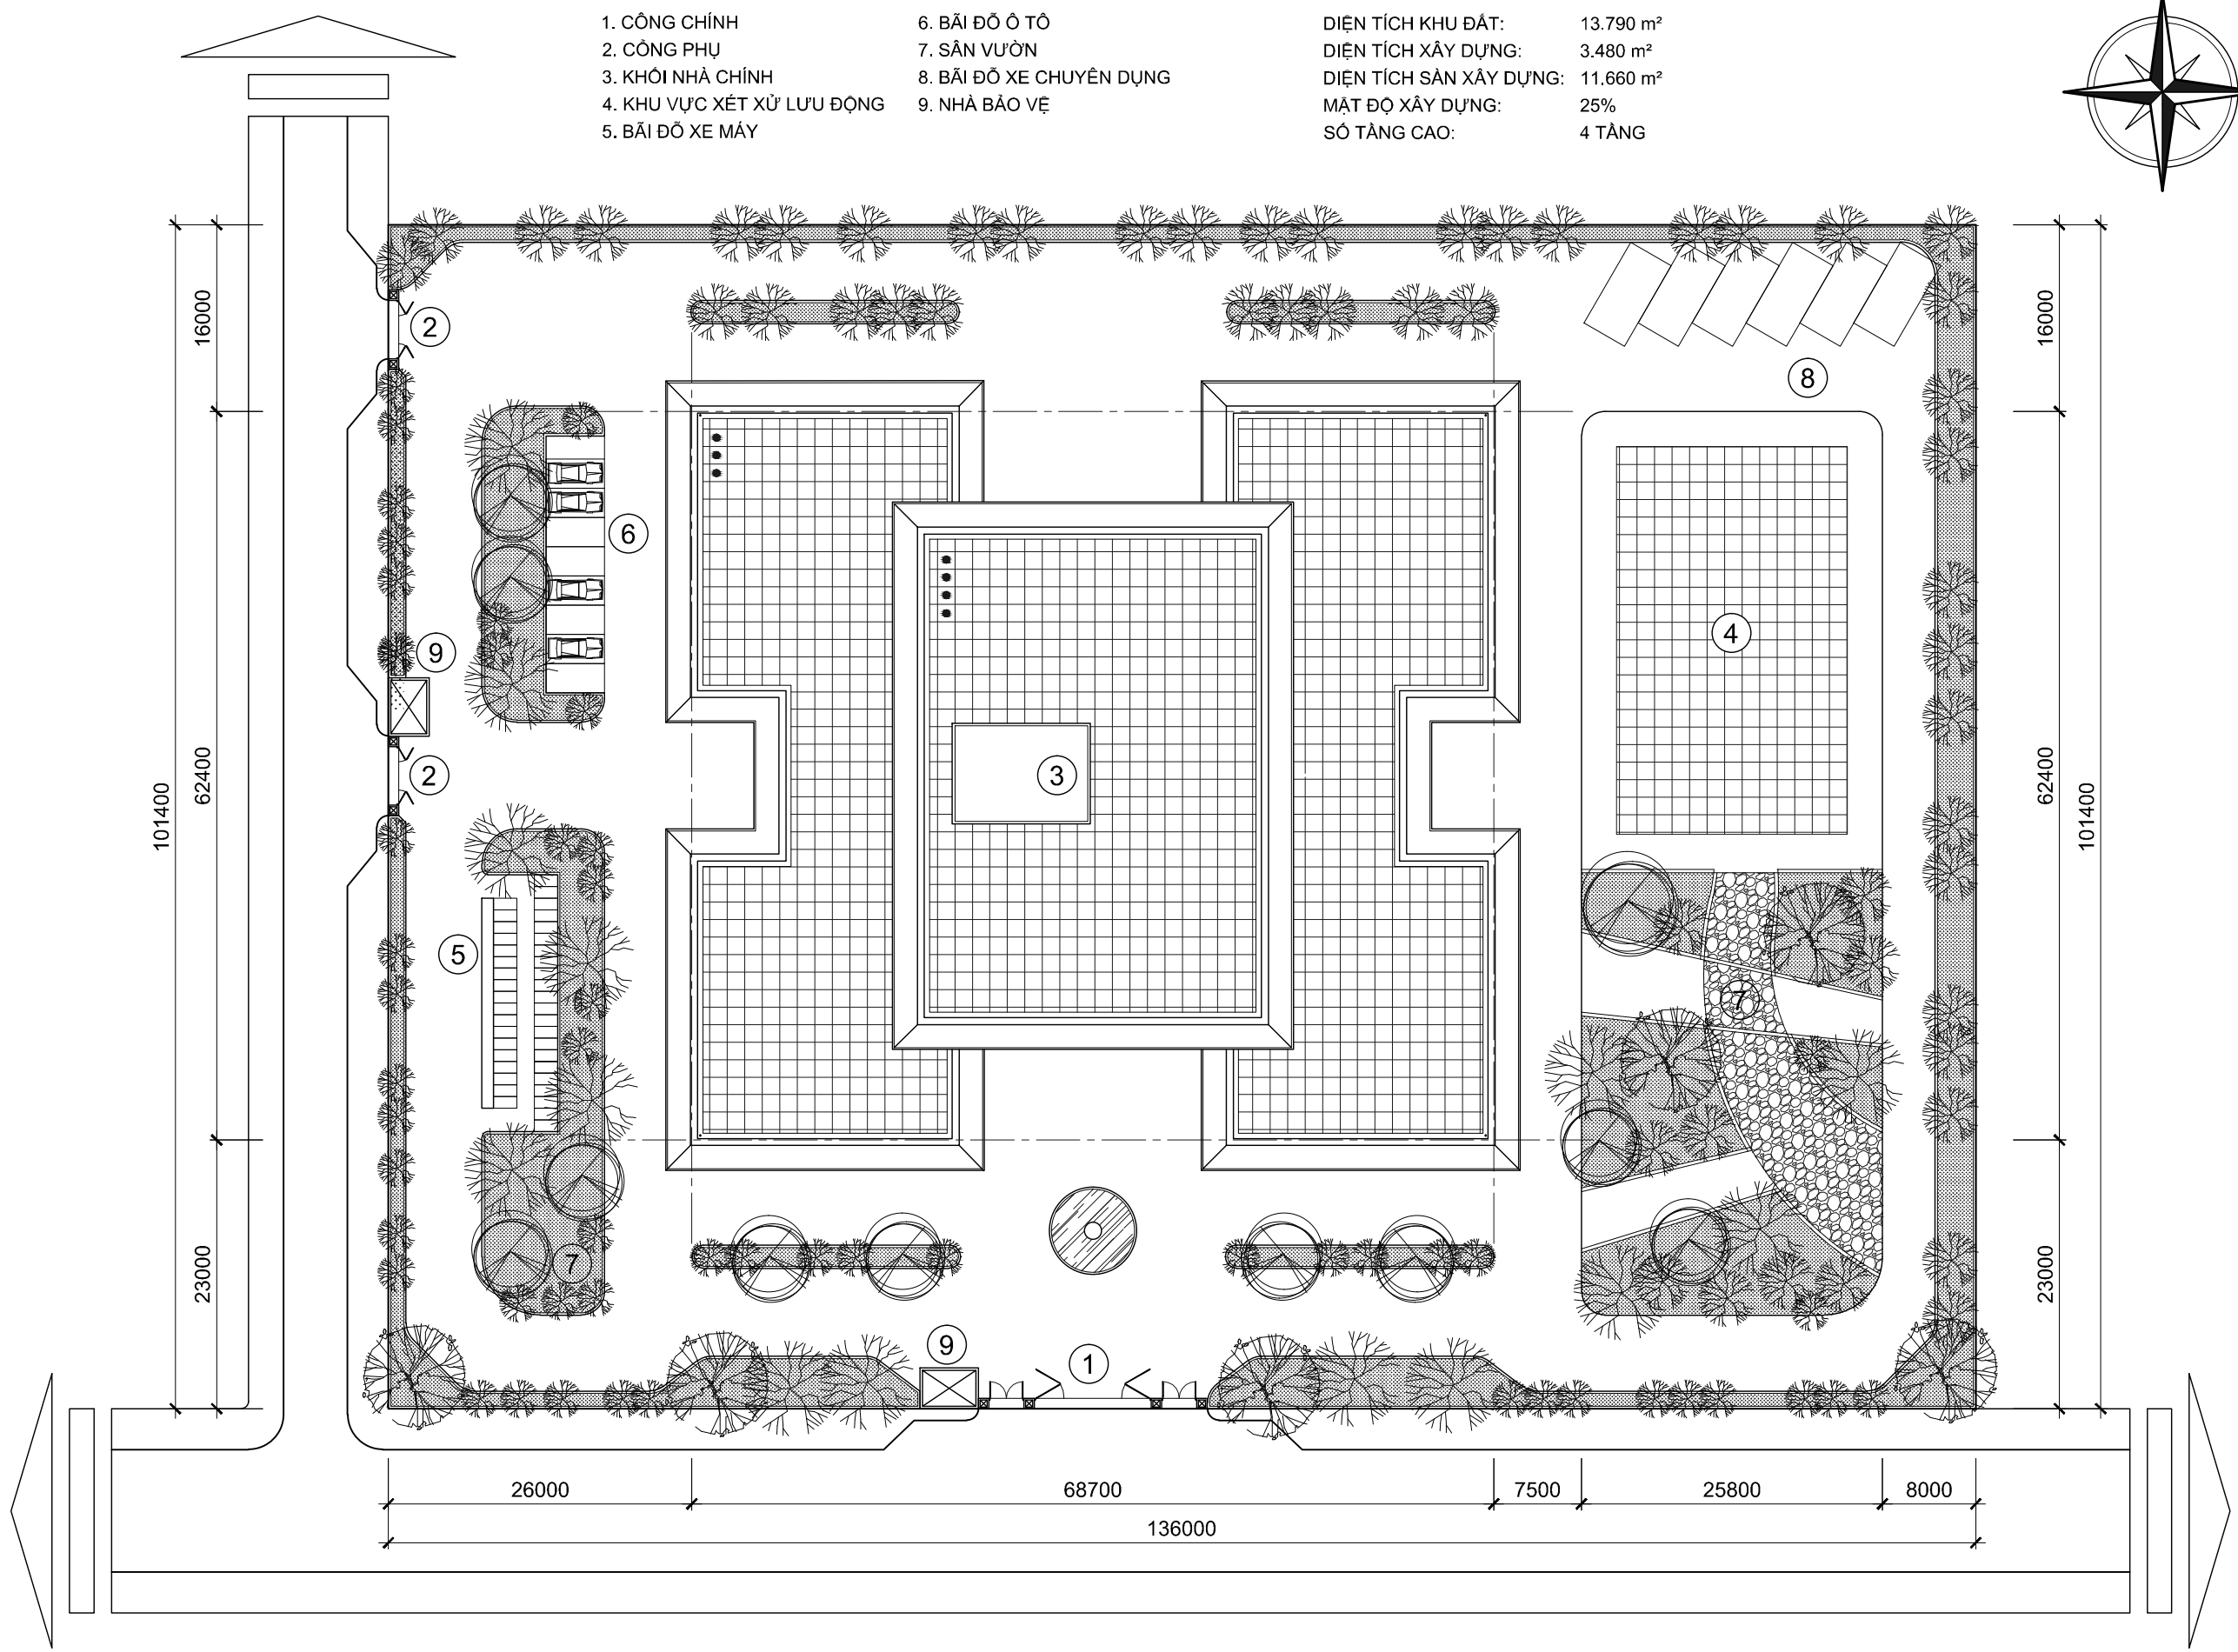 1. CÔNG CHÍNH
2. CỔNG PHỤ
3. KHỐI NHÀ CHÍNH
4. KHU VỰC XÉT XỬ LƯU ĐỘNG
5. BÃI ĐỖ XE MÁY
6. BÃI ĐỖ Ô TÔ
7. SÂN VƯỜN
8. BÃI ĐỖ XE CHUYÊN DỤNG
9. NHÀ BẢO VỆ
DIỆN TÍCH KHU ĐẤT: 13.790 m²
DIỆN TÍCH XÂY DỰNG: 3.480 m²
DIỆN TÍCH SÀN XÂY DỰNG: 11.660 m²
MẬT ĐỘ XÂY DỰNG: 25%
SỐ TẦNG CAO: 4 TẦNG
16000
62400
23000
101400
2
6
9
2
5
7
3
8
4
7
9
1
16000
62400
23000
101400
26000
68700
7500
25800
8000
136000